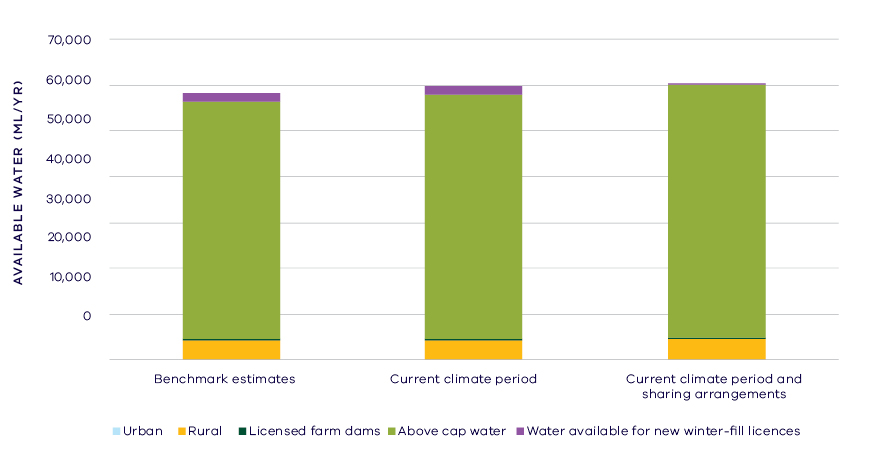 AVAILABLE WATER (ML/YR)
70,000
60,000
50,000
40,000
30,000
20,000
10,000
0
Benchmark estimates
Current climate period
Current climate period and
sharing arrangements
Urban
Rural
Licensed farm dams
Above cap water
Water available for new winter-fill licences